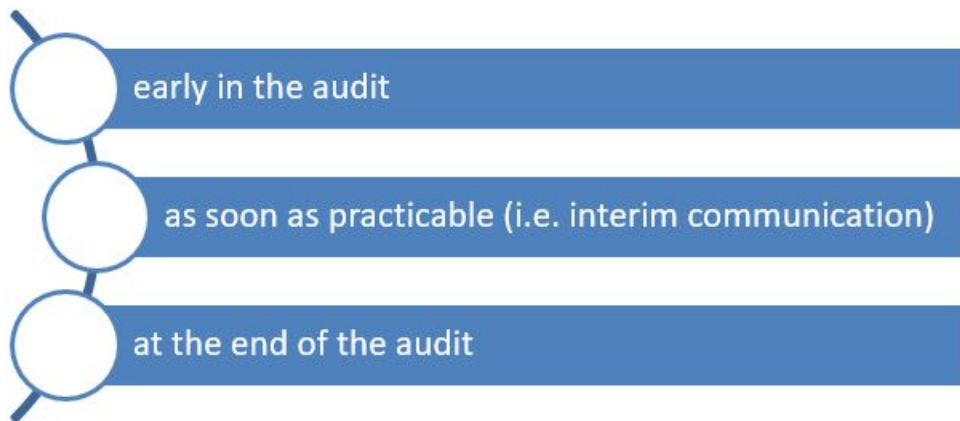 early in the audit
as soon as practicable (i.e. interim communication)
at the end of the audit